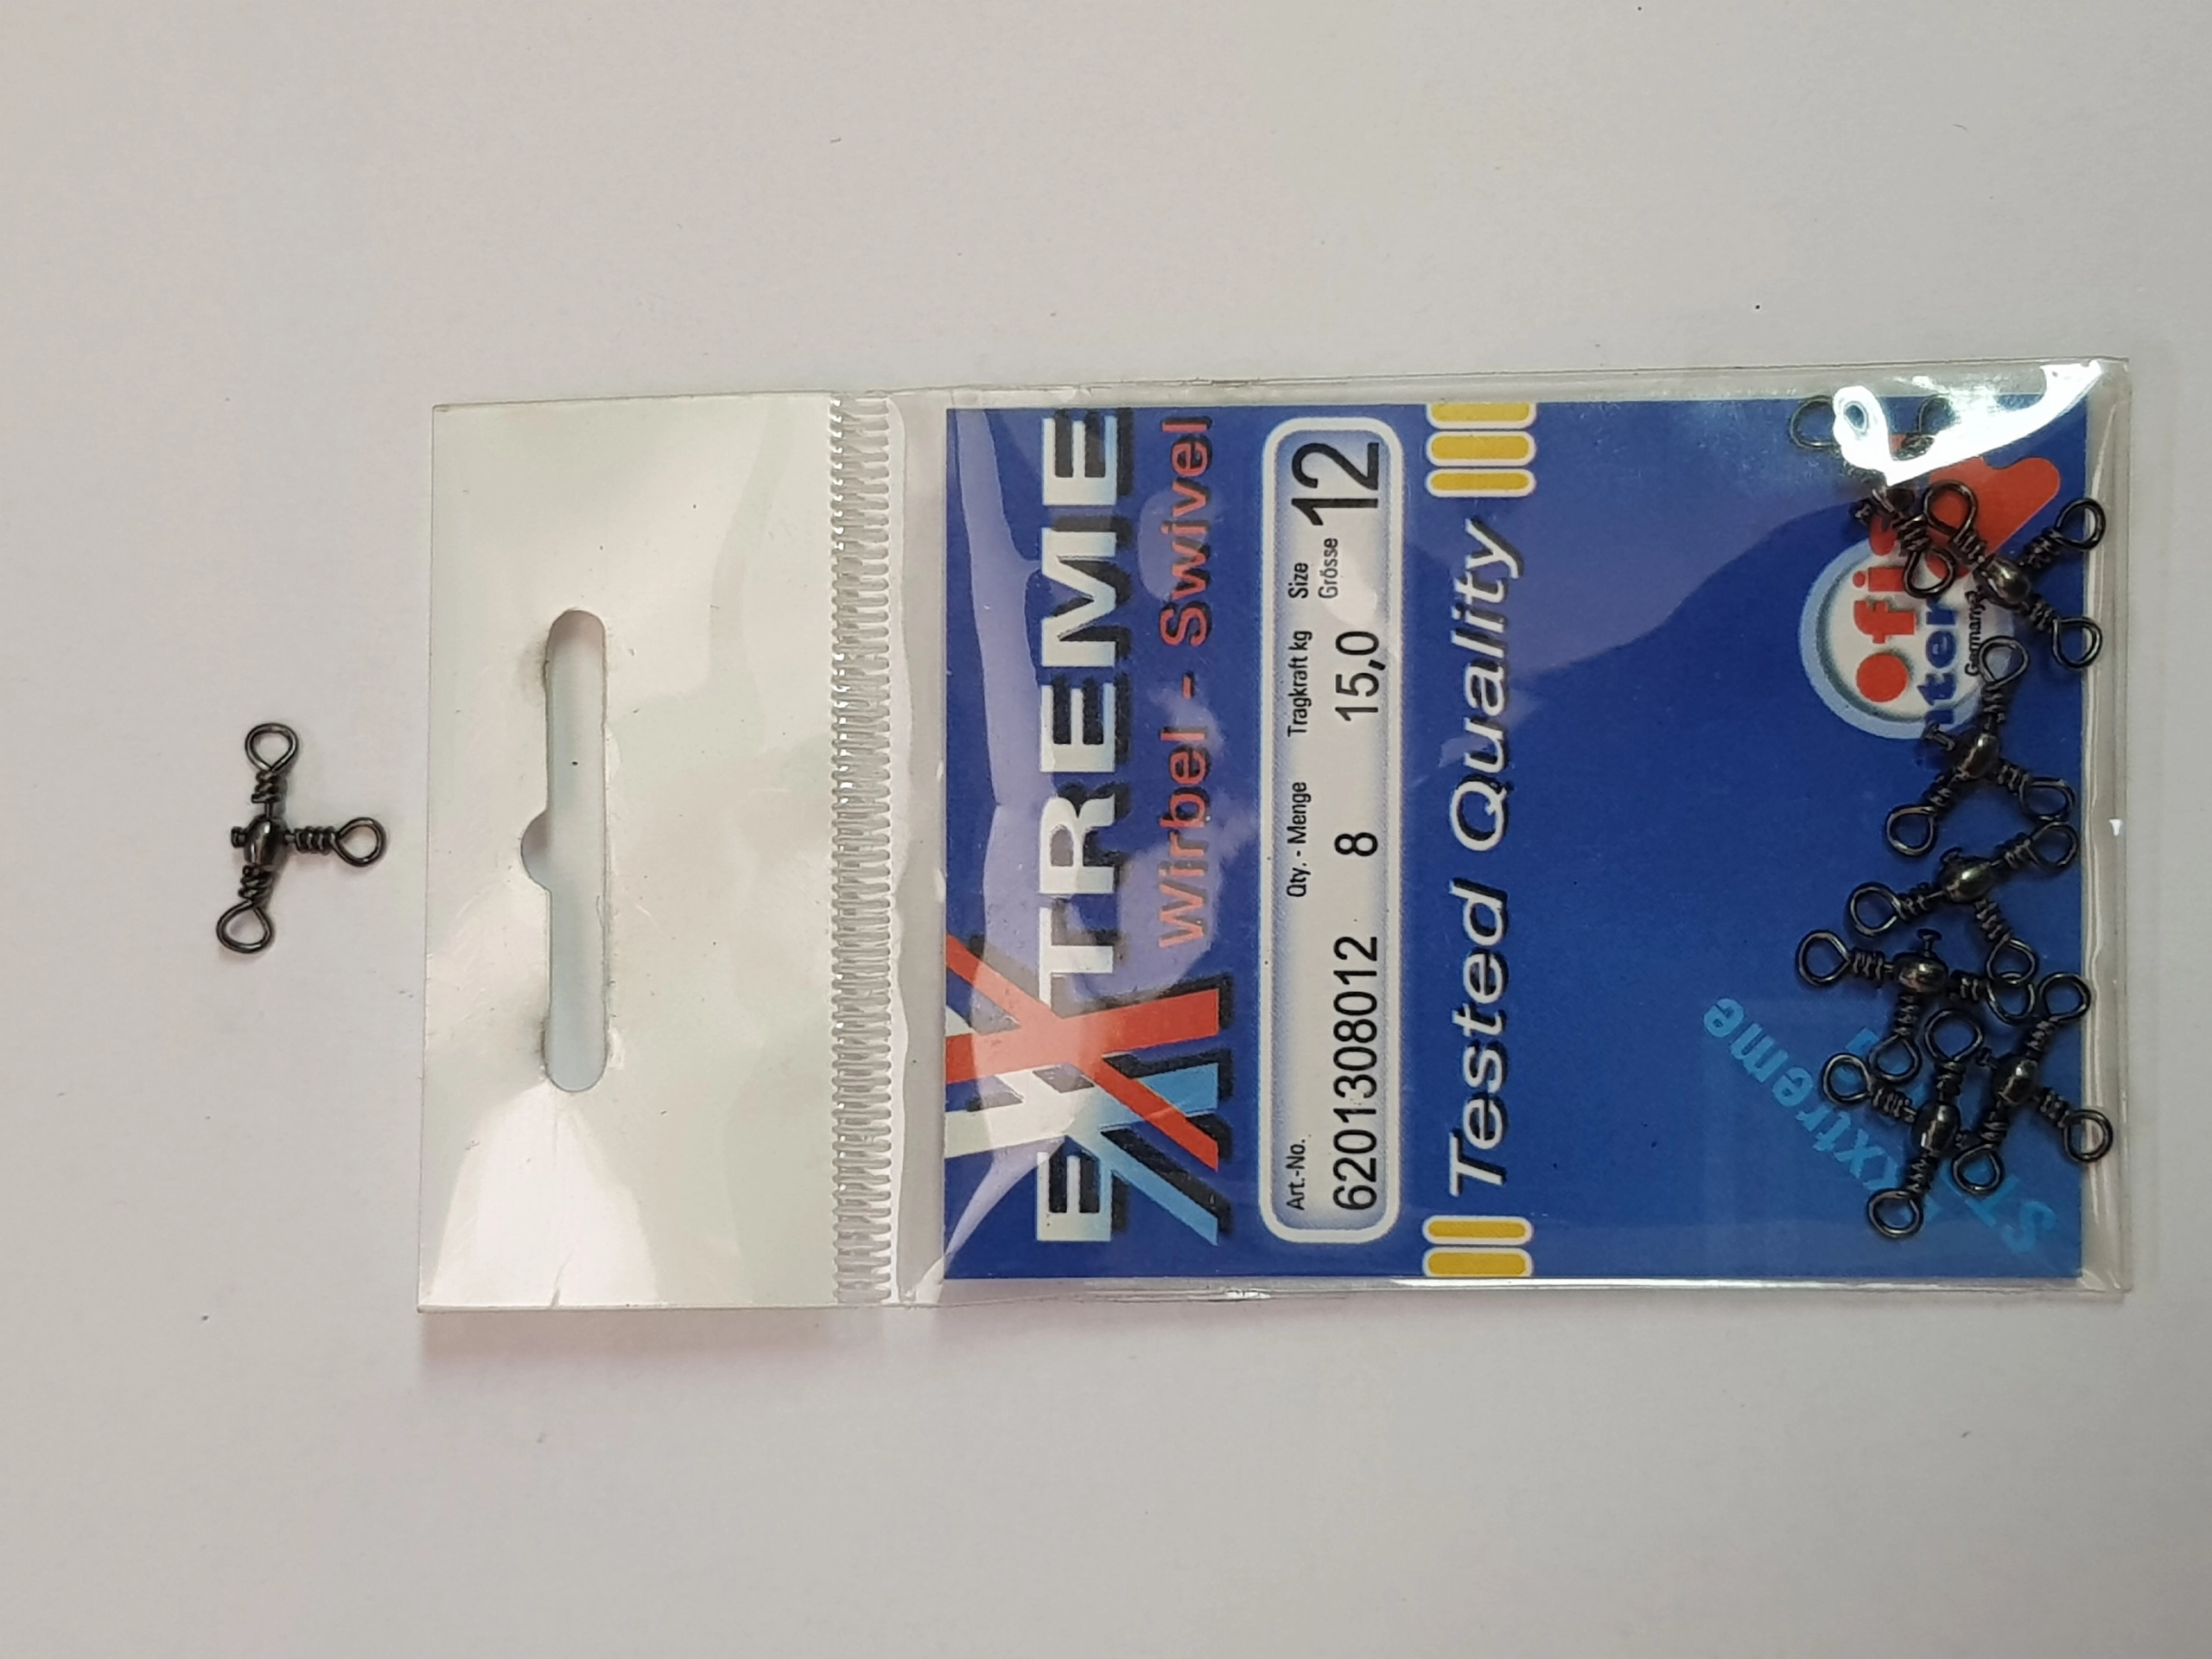 EXTREME
Wirbel - Swivel
Art.-No. Qty. - Menge Tragkraft kg Size
Grösse
6201308012 8 15,0 12
Tested Quality
Germany